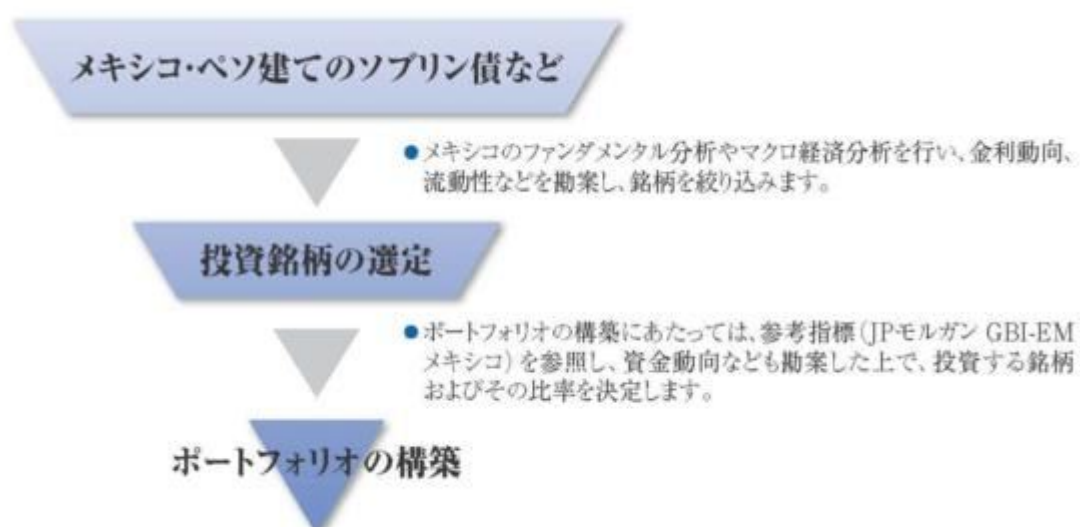 メキシコ・ペソ建てのソブリン債など
●メキシコのファンダメンタル分析やマクロ経済分析を行い、金利動向、
流動性などを勘案し、銘柄を絞り込みます。
投資銘柄の選定
●ポートフォリオの構築にあたっては、参考指標(JPモルガン GBI-EM
メキシコ)を参照し、資金動向なども勘案した上で、投資する銘柄
およびその比率を決定します。
ポートフォリオの構築